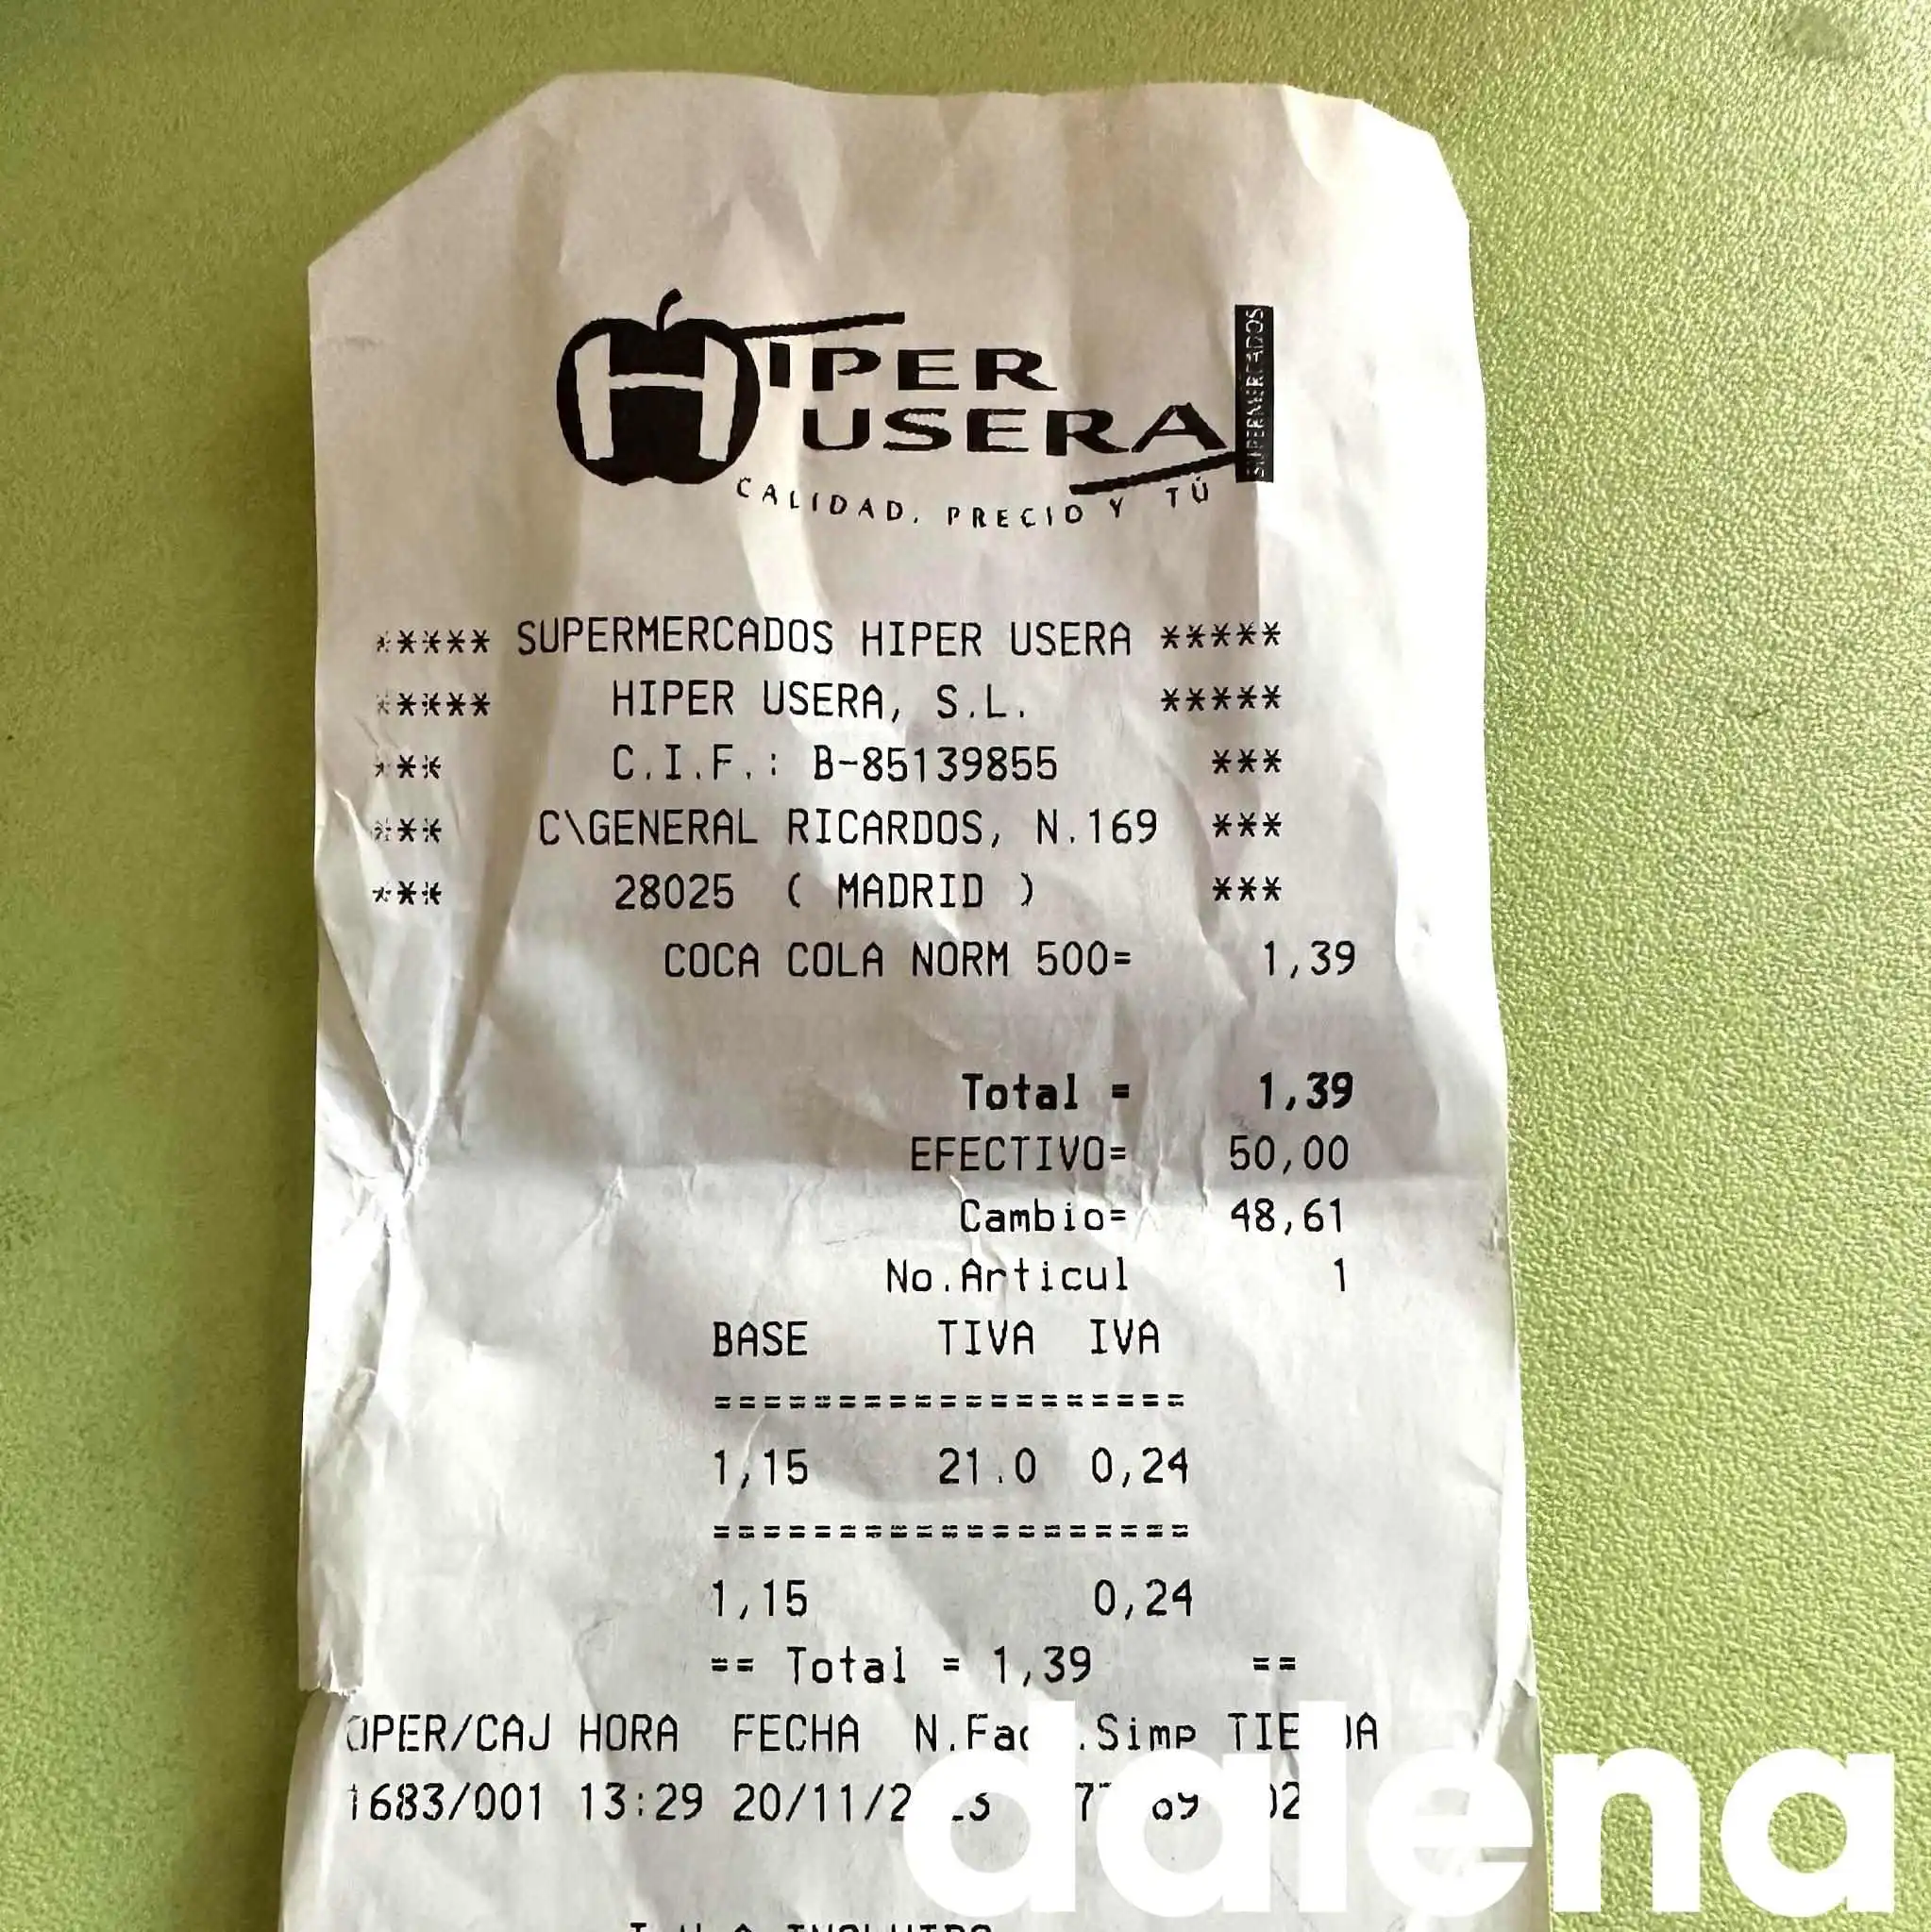 HIPER
USERA
SUPERMERCADOS
CALIDAD, PRECIO Y TÚ
***** SUPERMERCADOS HIPER USERA *****
***** HIPER USERA, S.L. *****
*** C.I.F.: B-85139855 ***
*** C\GENERAL RICARDOS, N.169 ***
*** 28025 ( MADRID ) ***
COCA COLA NORM 500= 1,39
Total = 1,39
EFECTIVO= 50,00
Cambio= 48,61
No.Articul 1
BASE TIVA IVA
===================
1,15 21.0 0,24
===================
1,15 0,24
== Total = 1,39 ==
OPER/CAJ HORA FECHA
1683/001 13:29
dalena